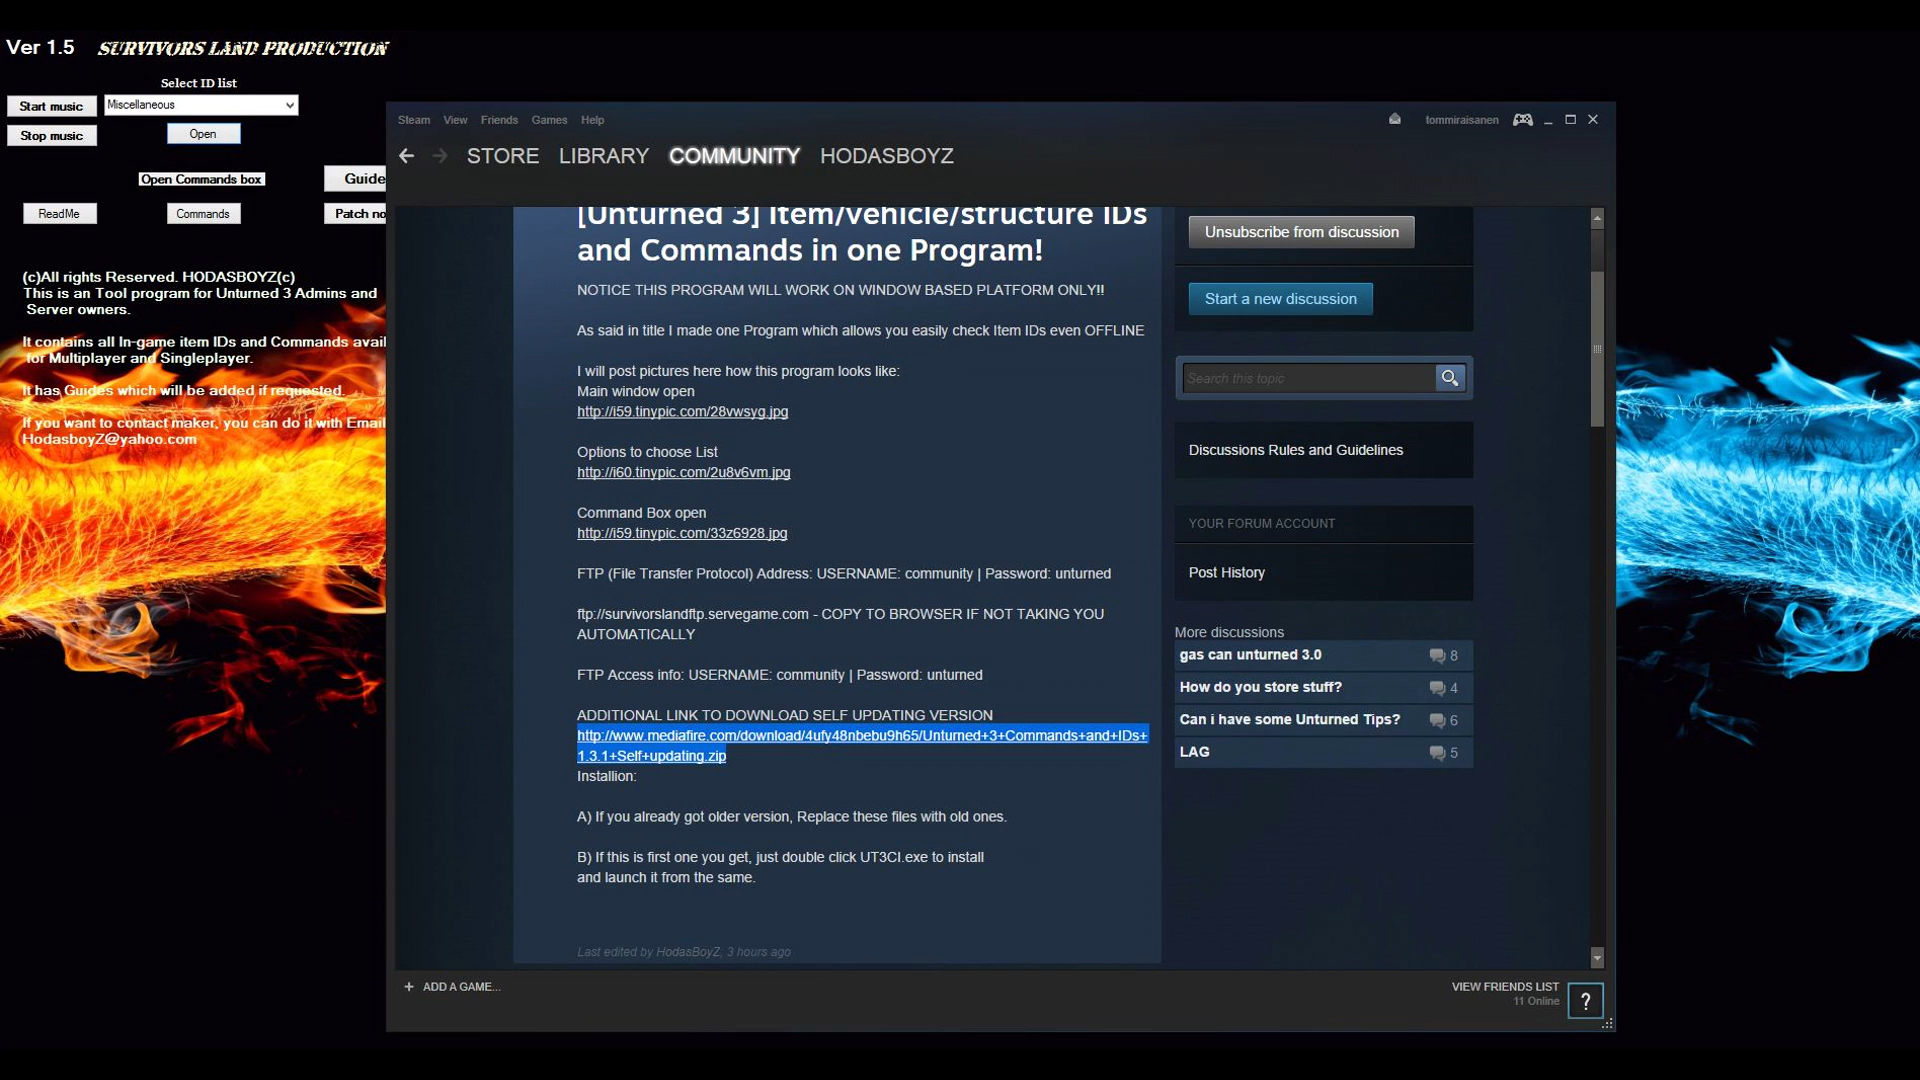 Ver 1.5 SURVIVORS LAND PRODUCTION
Select ID list
Start music
Miscellaneous
Stop music
Open
Open Commands box
Guide
ReadMe
Commands
Patch no
(c)All rights Reserved. HODASBOYZ(c)
This is an Tool program for Unturned 3 Admins and
Server owners.
It contains all In-game item IDs and Commands avail
for Multiplayer and Singleplayer.
It has Guides which will be added if requested.
If you want to contact maker, you can do it with Email
HodasboyZ@yahoo.com
Steam View Friends Games Help
tommiraisanen
STORE LIBRARY COMMUNITY HODASBOYZ
[Unturned 3] Item/vehicle/structure IDs
and Commands in one Program!
NOTICE THIS PROGRAM WILL WORK ON WINDOW BASED PLATFORM ONLY!!
As said in title I made one Program which allows you easily check Item IDs even OFFLINE
I will post pictures here how this program looks like:
Main window open
http://i59.tinypic.com/28vwsyg.jpg
Options to choose List
http://i60.tinypic.com/2u8v6vm.jpg
Command Box open
http://i59.tinypic.com/33z6928.jpg
FTP (File Transfer Protocol) Address: USERNAME: community | Password: unturned
ftp://survivorslandftp.servegame.com - COPY TO BROWSER IF NOT TAKING YOU
AUTOMATICALLY
FTP Access info: USERNAME: community | Password: unturned
ADDITIONAL LINK TO DOWNLOAD SELF UPDATING VERSION
http://www.mediafire.com/download/4ufy48nbebu9h65/Unturned+3+Commands+and+IDs+
1.3.1+Self+updating.zip
Installion:
A) If you already got older version, Replace these files with old ones.
B) If this is first one you get, just double click UT3CI.exe to install
and launch it from the same.
Last edited by HodasBoyZ; 3 hours ago
Unsubscribe from discussion
Start a new discussion
Search this topic
Discussions Rules and Guidelines
YOUR FORUM ACCOUNT
Post History
More discussions
gas can unturned 3.0 8
How do you store stuff? 4
Can i have some Unturned Tips? 6
LAG 5
+ ADD A GAME...
VIEW FRIENDS LIST
11 Online
?